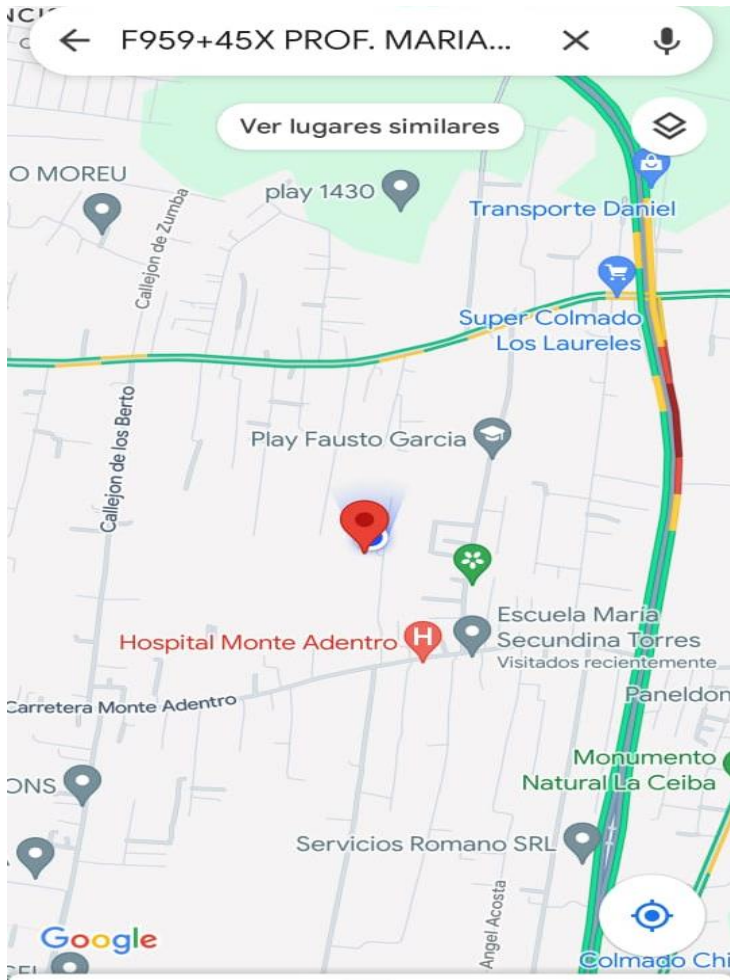 F959+45X PROF. MARIA...
Ver lugares similares
O MOREU
play 1430
Callejon de Zumba
Transporte Daniel
Super Colmado
Los Laureles
Callejon de los Berto
Play Fausto Garcia
Escuela María
Secundina Torres
Visitados recientemente
Hospital Monte Adentro
H
Carretera Monte Adentro
Paneldon
Monumento
Natural La Ceiba
ONS
Servicios Romano SRL
Angel Acosta
Google
Colmado Chi